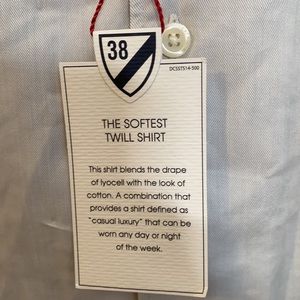 38
DCSST514-500
THE SOFTEST
TWILL SHIRT
This shirt blends the drape
of lyocell with the look of
cotton. A combination that
provides a shirt defined as
"casual luxury" that can be
worn any day or night
of the week.